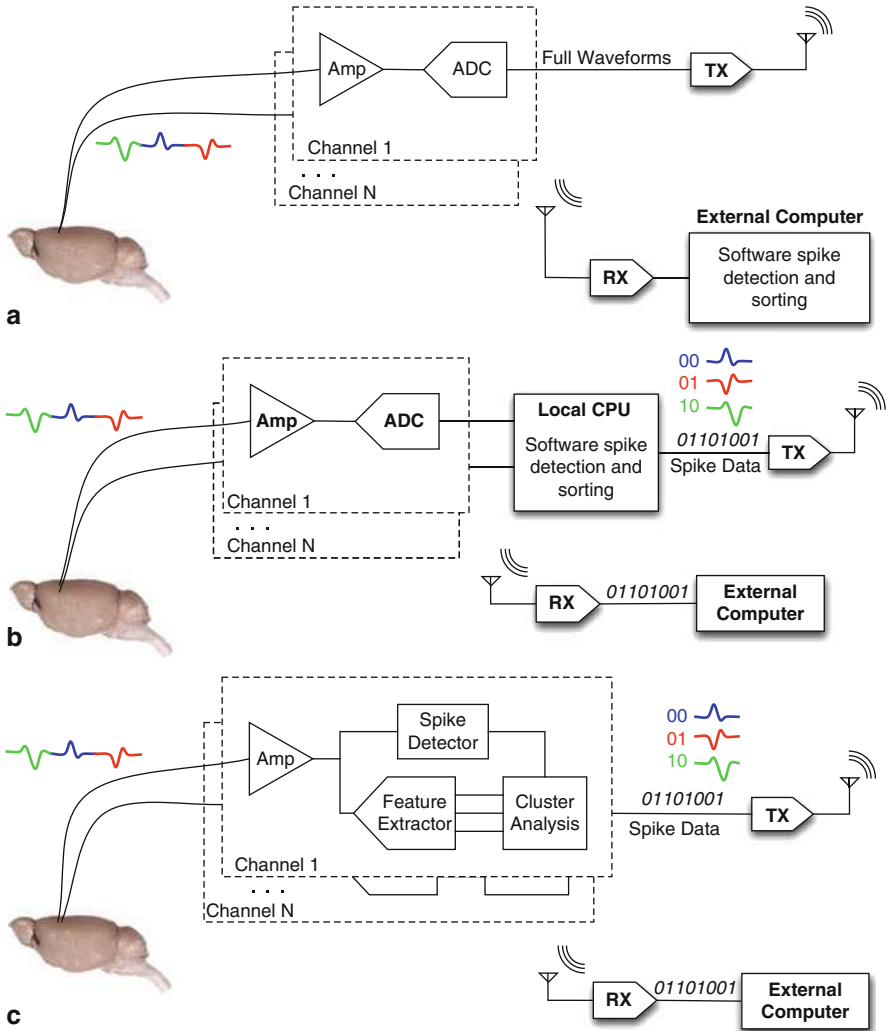 Amp
ADC
Full Waveforms
TX
Channel 1
. . .
Channel N
External Computer
Software spike
detection and
sorting
RX
a
00
01
10
Amp
ADC
Local CPU
Software spike
detection and
sorting
01101001
Spike Data
TX
Channel 1
. . .
Channel N
RX
01101001
External
Computer
b
00
01
10
Spike
Detector
Amp
Feature
Extractor
Cluster
Analysis
01101001
Spike Data
TX
Channel 1
. . .
Channel N
RX
01101001
External
Computer
c